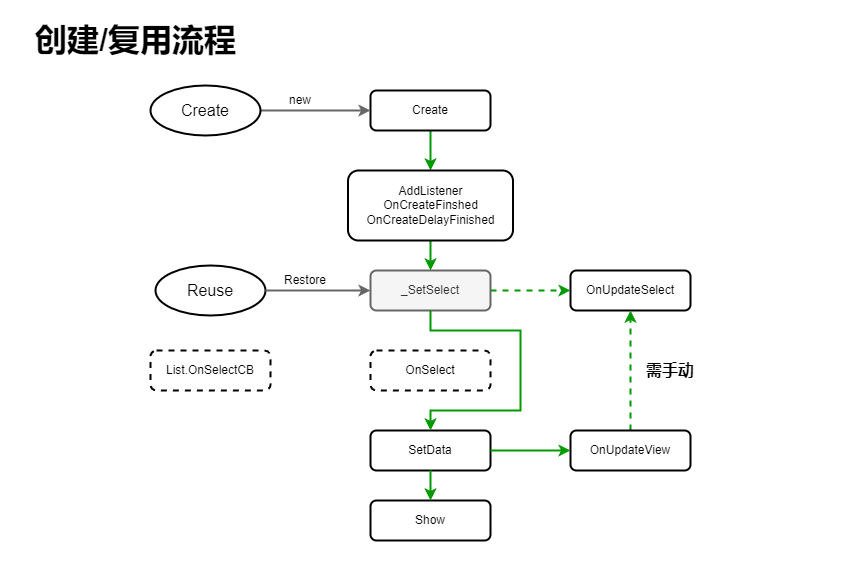 创建/复用流程
Create
new
Create
AddListener
OnCreateFinshed
OnCreateDelayFinished
Reuse
Restore
_SetSelect
OnUpdateSelect
List.OnSelectCB
OnSelect
需手动
SetData
OnUpdateView
Show